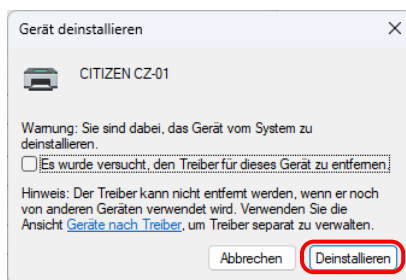 Gerät deinstallieren
CITIZEN CZ-01
Warnung: Sie sind dabei, das Gerät vom System zu
deinstallieren.
Es wurde versucht, den Treiber für dieses Gerät zu entfernen.
Hinweis: Der Treiber kann nicht entfernt werden, wenn er noch
von anderen Geräten verwendet wird. Verwenden Sie die
Ansicht Geräte nach Treiber, um Treiber separat zu verwalten.
Abbrechen Deinstallieren